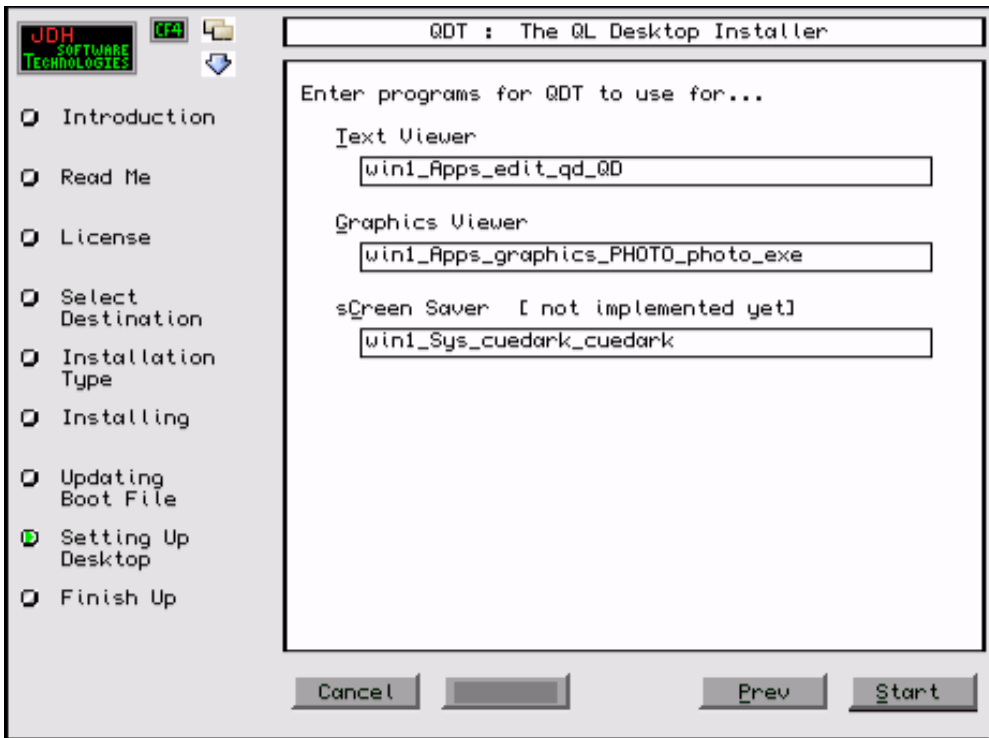 JDH
SOFTWARE
TECHNOLOGIES
CF4
QDT : The QL Desktop Installer
Introduction
Read Me
License
Select
Destination
Installation
Type
Installing
Updating
Boot File
Setting Up
Desktop
Finish Up
Enter programs for QDT to use for...
Text Viewer
win1_Apps_edit_qd_QD
Graphics Viewer
win1_Apps_graphics_PHOTO_photo_exe
sCreen Saver [ not implemented yet]
win1_Sys_cuedark_cuedark
Cancel
Prev
Start